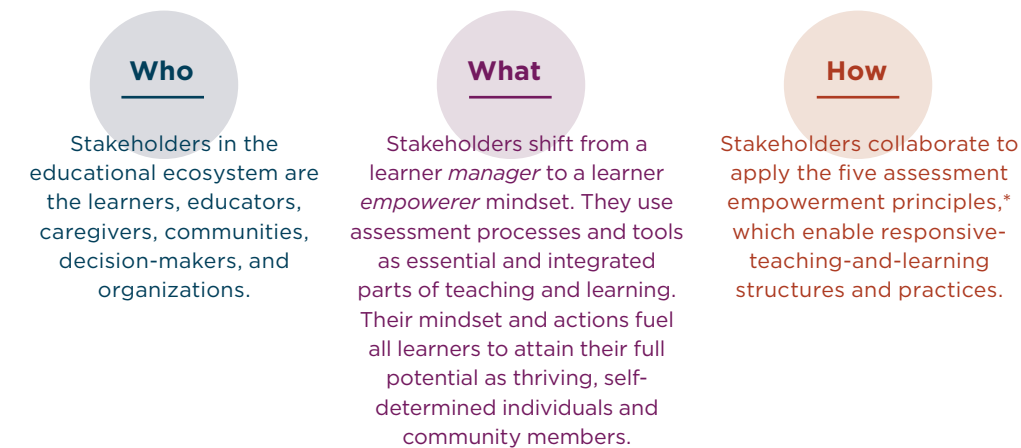 Who
Stakeholders in the
educational ecosystem are
the learners, educators,
caregivers, communities,
decision-makers, and
organizations.
What
Stakeholders shift from a
learner manager to a learner
empowerer mindset. They use
assessment processes and tools
as essential and integrated
parts of teaching and learning.
Their mindset and actions fuel
all learners to attain their full
potential as thriving, self-
determined individuals and
community members.
How
Stakeholders collaborate to
apply the five assessment
empowerment principles,*
which enable responsive-
teaching-and-learning
structures and practices.